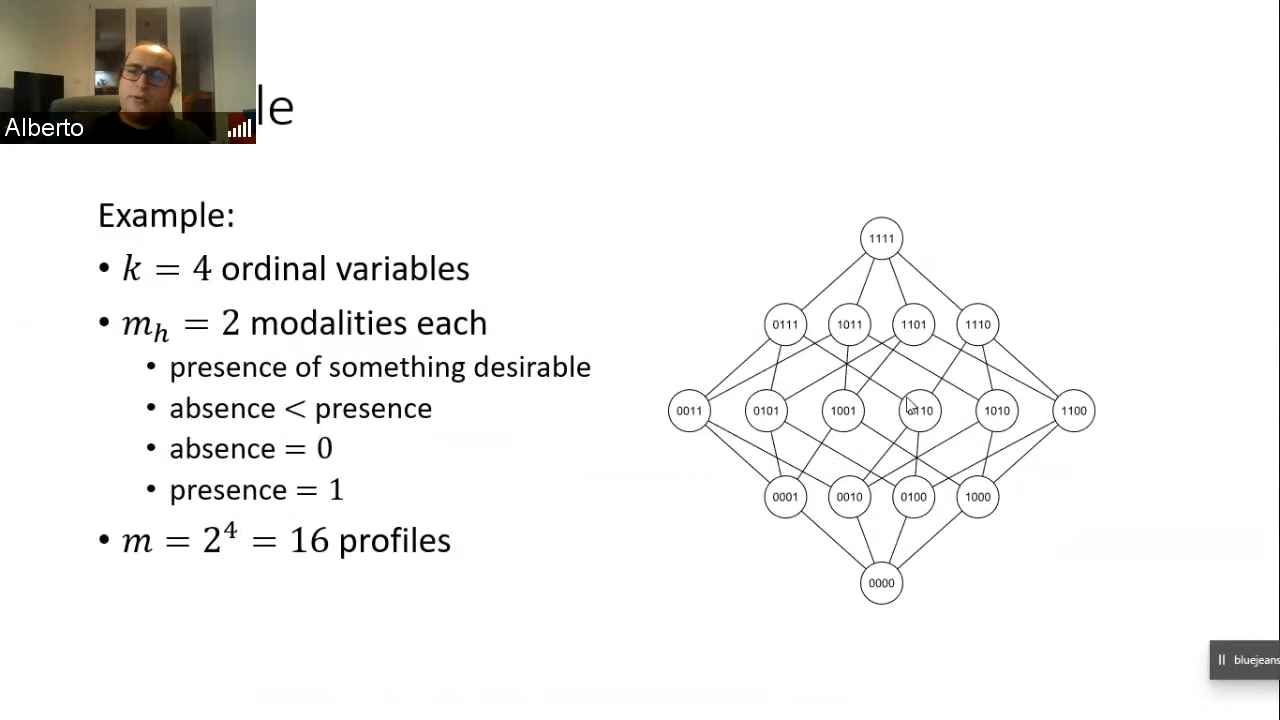 Alberto
le
Example:
• k = 4 ordinal variables
• mₕ = 2 modalities each
• presence of something desirable
• absence < presence
• absence = 0
• presence = 1
• m = 2⁴ = 16 profiles
1111
0111 1011 1101 1110
0011 0101 1001 110 1010 1100
0001 0010 0100 1000
0000
bluejeans